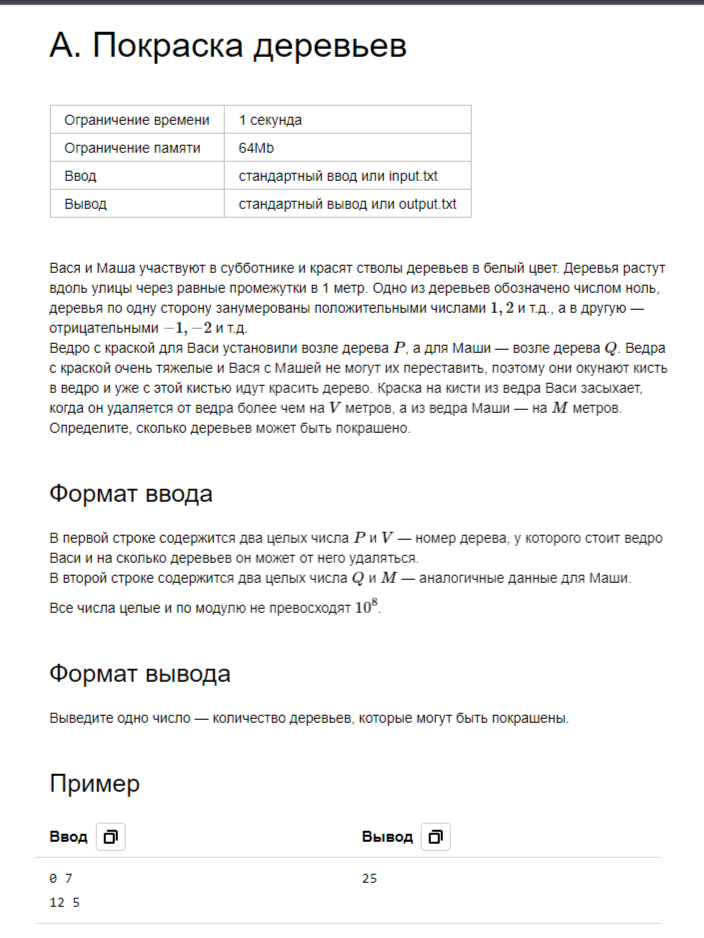 А. Покраска деревьев
Ограничение времени 1 секунда
Ограничение памяти 64Mb
Ввод стандартный ввод или input.txt
Вывод стандартный вывод или output.txt
Вася и Маша участвуют в субботнике и красят стволы деревьев в белый цвет. Деревья растут
вдоль улицы через равные промежутки в 1 метр. Одно из деревьев обозначено числом ноль,
деревья по одну сторону занумерованы положительными числами 1, 2 и т.д., а в другую —
отрицательными −1, −2 и т.д.
Ведро с краской для Васи установили возле дерева P, а для Маши — возле дерева Q. Ведра
с краской очень тяжелые и Вася с Машей не могут их переставить, поэтому они окунают кисть
в ведро и уже с этой кистью идут красить дерево. Краска на кисти из ведра Васи засыхает,
когда он удаляется от ведра более чем на V метров, а из ведра Маши — на M метров.
Определите, сколько деревьев может быть покрашено.
Формат ввода
В первой строке содержится два целых числа P и V — номер дерева, у которого стоит ведро
Васи и на сколько деревьев он может от него удаляться.
В второй строке содержится два целых числа Q и M — аналогичные данные для Маши.
Все числа целые и по модулю не превосходят 10⁸.
Формат вывода
Выведите одно число — количество деревьев, которые могут быть покрашены.
Пример
Ввод Вывод
0 7 25
12 5